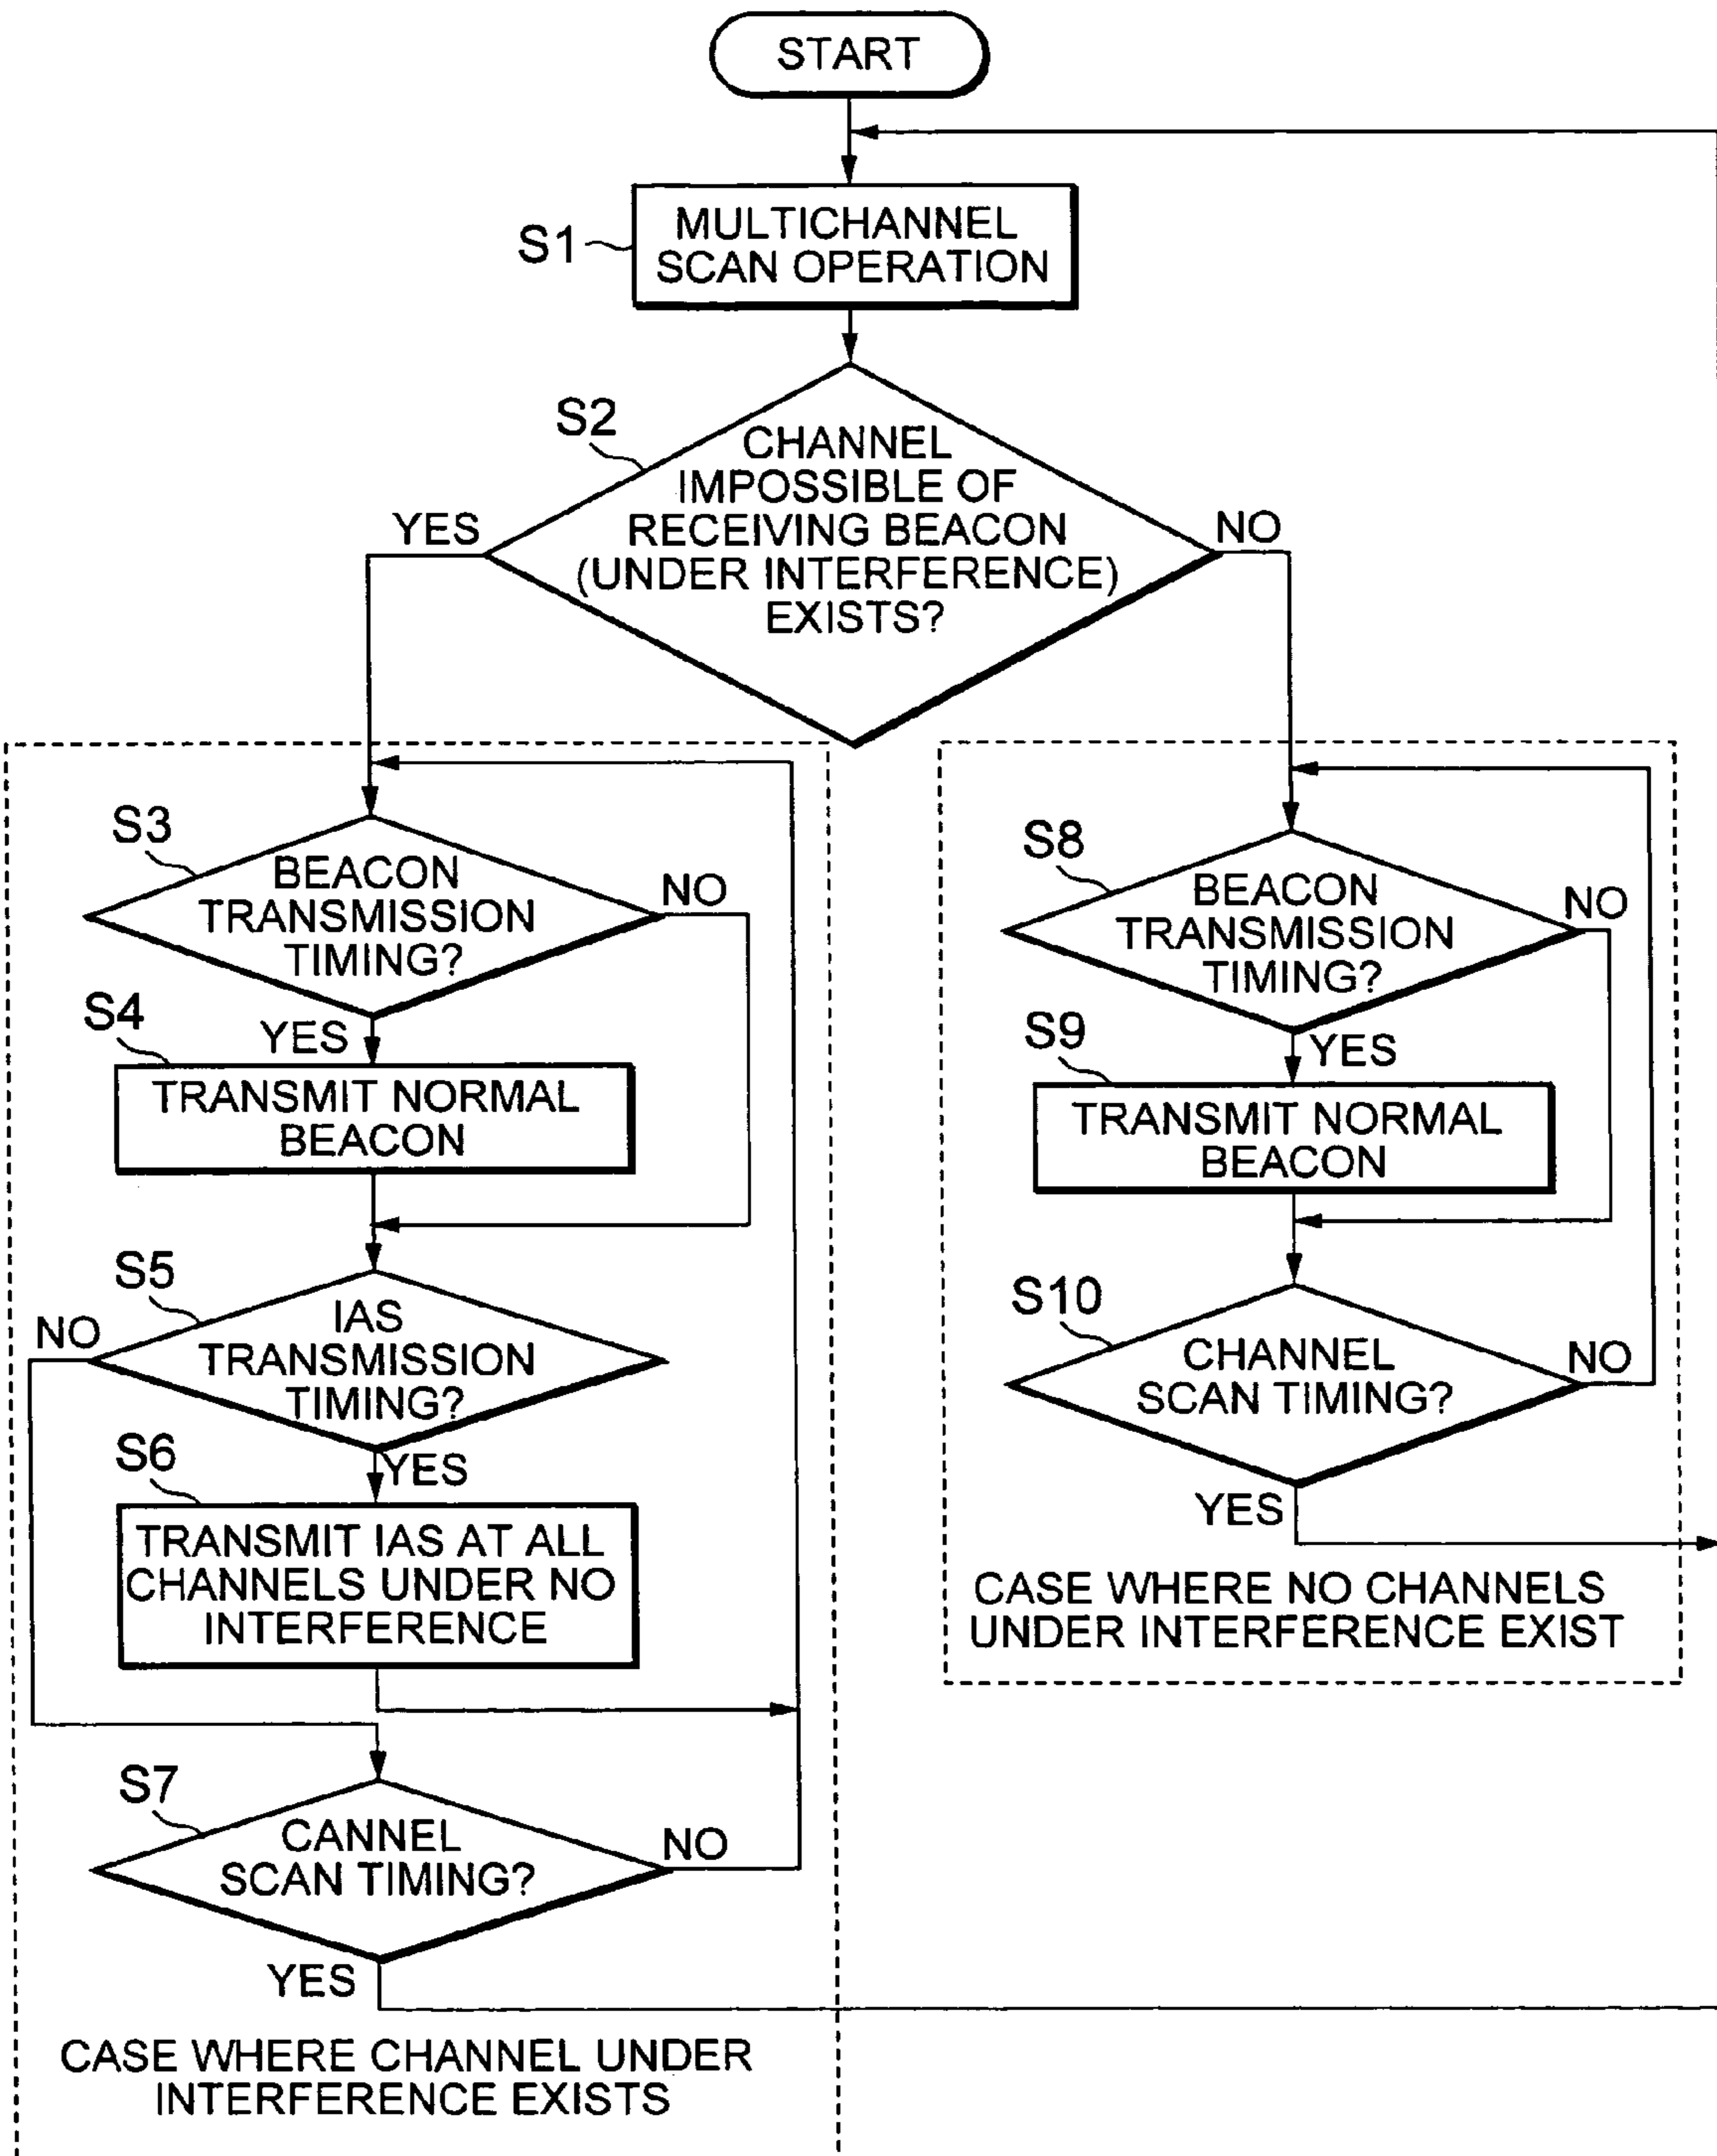 START
S1
MULTICHANNEL
SCAN OPERATION
S2
CHANNEL
IMPOSSIBLE OF
RECEIVING BEACON
(UNDER INTERFERENCE)
EXISTS?
YES
NO
S3
BEACON
TRANSMISSION
TIMING?
NO
YES
S4
TRANSMIT NORMAL
BEACON
S5
IAS
TRANSMISSION
TIMING?
NO
YES
S6
TRANSMIT IAS AT ALL
CHANNELS UNDER NO
INTERFERENCE
S7
CANNEL
SCAN TIMING?
NO
YES
CASE WHERE CHANNEL UNDER
INTERFERENCE EXISTS
S8
BEACON
TRANSMISSION
TIMING?
NO
YES
S9
TRANSMIT NORMAL
BEACON
S10
CHANNEL
SCAN TIMING?
NO
YES
CASE WHERE NO CHANNELS
UNDER INTERFERENCE EXIST